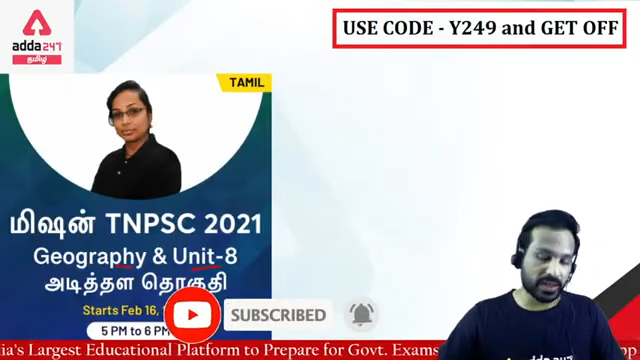 adda247
தமிழ்
USE CODE - Y249 and GET OFF
TAMIL
மிஷன் TNPSC 2021
Geography & Unit-8
அடித்தள தொகுதி
Starts Feb 16,
5 PM to 6 PM
SUBSCRIBED
adda247
ia's Largest Educational Platform to Prepare for Govt. Exams